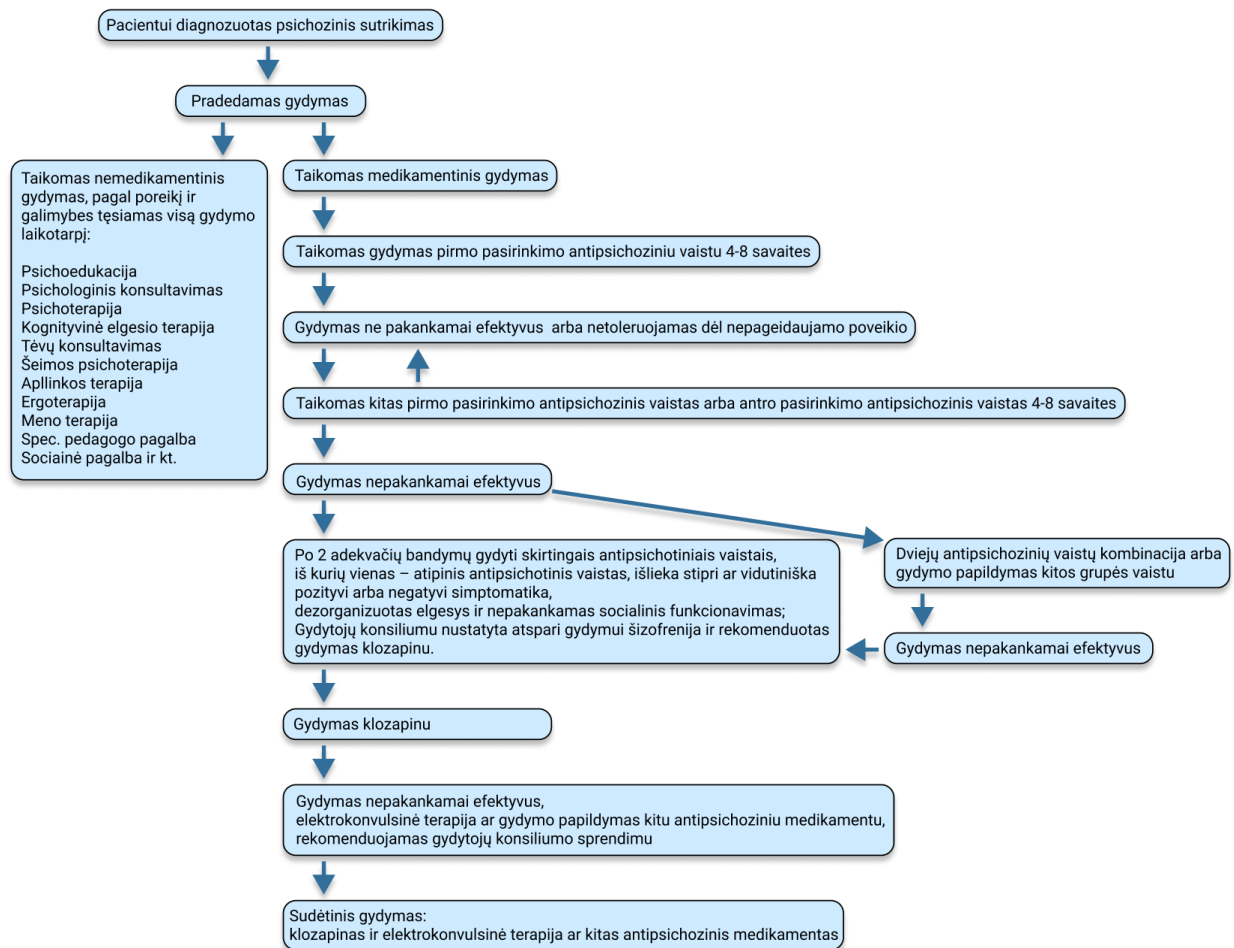 Pacientui diagnozuotas psichozinis sutrikimas
Pradedamas gydymas
Taikomas nemedikamentinis
gydymas, pagal poreikį ir
galimybes tęsiamas visą gydymo
laikotarpį:
Psichoedukacija
Psichologinis konsultavimas
Psichoterapija
Kognityvinė elgesio terapija
Tėvų konsultavimas
Šeimos psichoterapija
Apllinkos terapija
Ergoterapija
Meno terapija
Spec. pedagogo pagalba
Sociainė pagalba ir kt.
Taikomas medikamentinis gydymas
Taikomas gydymas pirmo pasirinkimo antipsichoziniu vaistu 4-8 savaites
Gydymas ne pakankamai efektyvus arba netoleruojamas dėl nepageidaujamo poveikio
Taikomas kitas pirmo pasirinkimo antipsichozinis vaistas arba antro pasirinkimo antipsichozinis vaistas 4-8 savaites
Gydymas nepakankamai efektyvus
Po 2 adekvačių bandymų gydyti skirtingais antipsichotiniais vaistais,
iš kurių vienas – atipinis antipsichotinis vaistas, išlieka stipri ar vidutiniška
pozityvi arba negatyvi simptomatika,
dezorganizuotas elgesys ir nepakankamas socialinis funkcionavimas;
Gydytojų konsiliumu nustatyta atspari gydymui šizofrenija ir rekomenduotas
gydymas klozapinu.
Dviejų antipsichozinių vaistų kombinacija arba
gydymo papildymas kitos grupės vaistu
Gydymas nepakankamai efektyvus
Gydymas klozapinu
Gydymas nepakankamai efektyvus,
elektrokonvulsinė terapija ar gydymo papildymas kitu antipsichoziniu medikamentu,
rekomenduojamas gydytojų konsiliumo sprendimu
Sudėtinis gydymas:
klozapinas ir elektrokonvulsinė terapija ar kitas antipsichozinis medikamentas